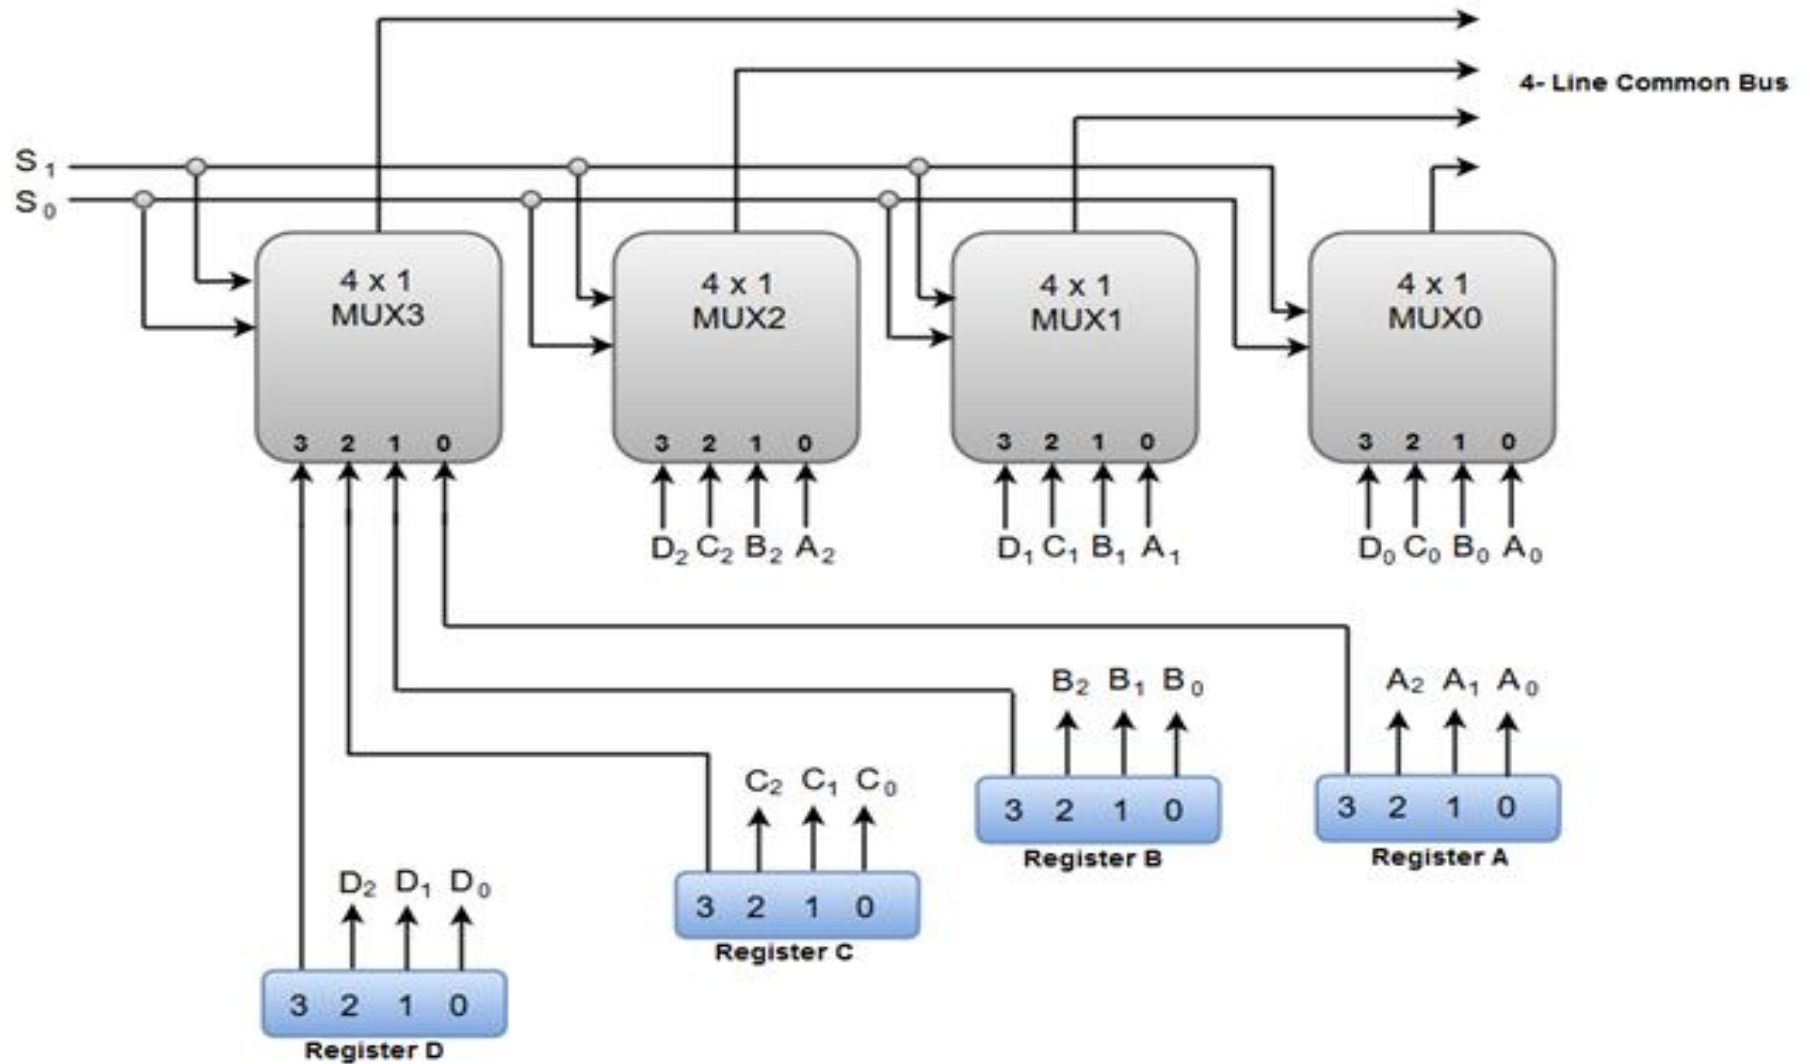 4- Line Common Bus
S1
S0
4 x 1
MUX3
4 x 1
MUX2
4 x 1
MUX1
4 x 1
MUX0
3 2 1 0
3 2 1 0
3 2 1 0
3 2 1 0
D2 C2 B2 A2
D1 C1 B1 A1
D0 C0 B0 A0
B2 B1 B0
A2 A1 A0
3 2 1 0
Register B
3 2 1 0
Register A
C2 C1 C0
3 2 1 0
Register C
D2 D1 D0
3 2 1 0
Register D